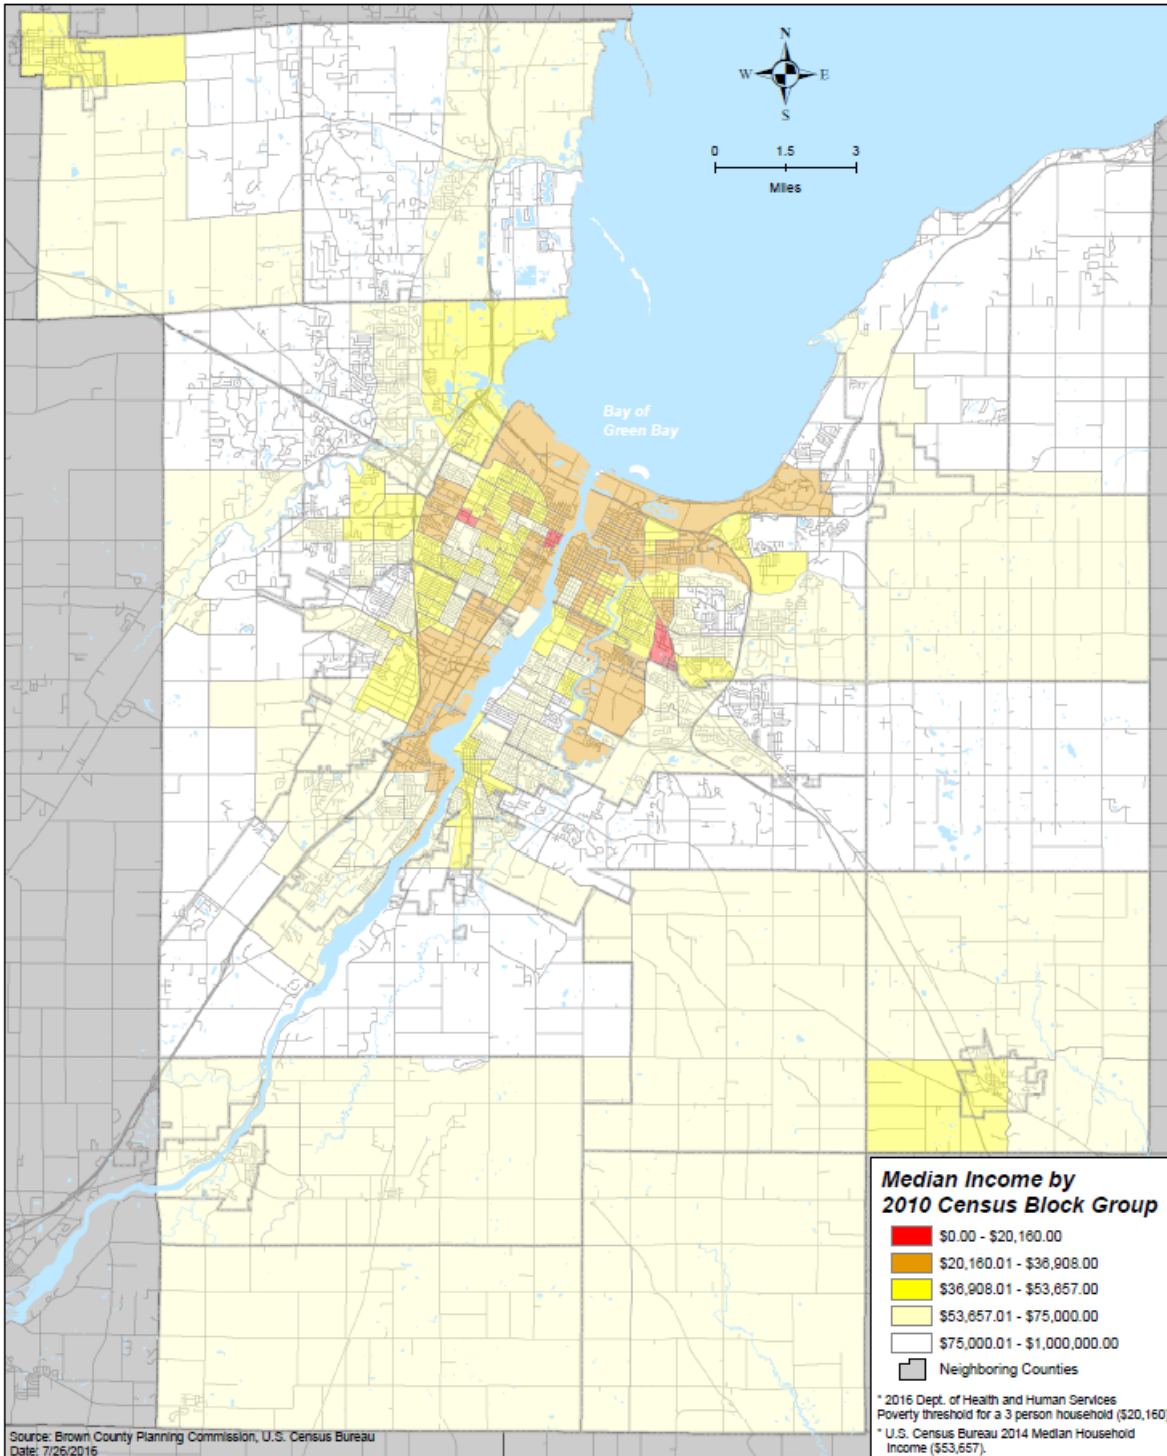 N
W E
S
0 1.5 3
Miles
Bay of
Green Bay
Median Income by
2010 Census Block Group
$0.00 - $20,160.00
$20,160.01 - $36,908.00
$36,908.01 - $53,657.00
$53,657.01 - $75,000.00
$75,000.01 - $1,000,000.00
Neighboring Counties
* 2016 Dept. of Health and Human Services
Poverty threshold for a 3 person household ($20,160)
* U.S. Census Bureau 2014 Median Household
Income ($53,657).
Source: Brown County Planning Commission, U.S. Census Bureau
Date: 7/26/2016